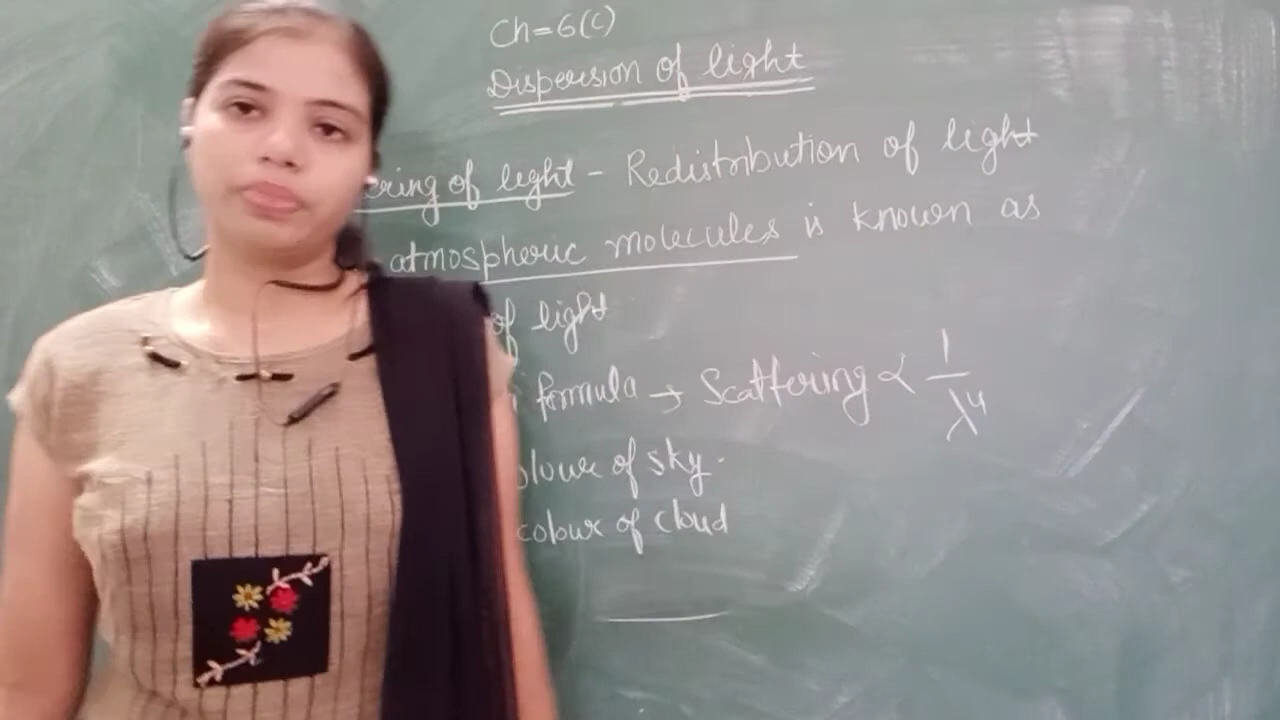 Ch=6(C)
Dispersion of light
ering of light - Redistribution of light
atmospheric molecules is known as
of light
formula → Scattering ∝ 1/λ⁴
olour of sky.
colour of cloud